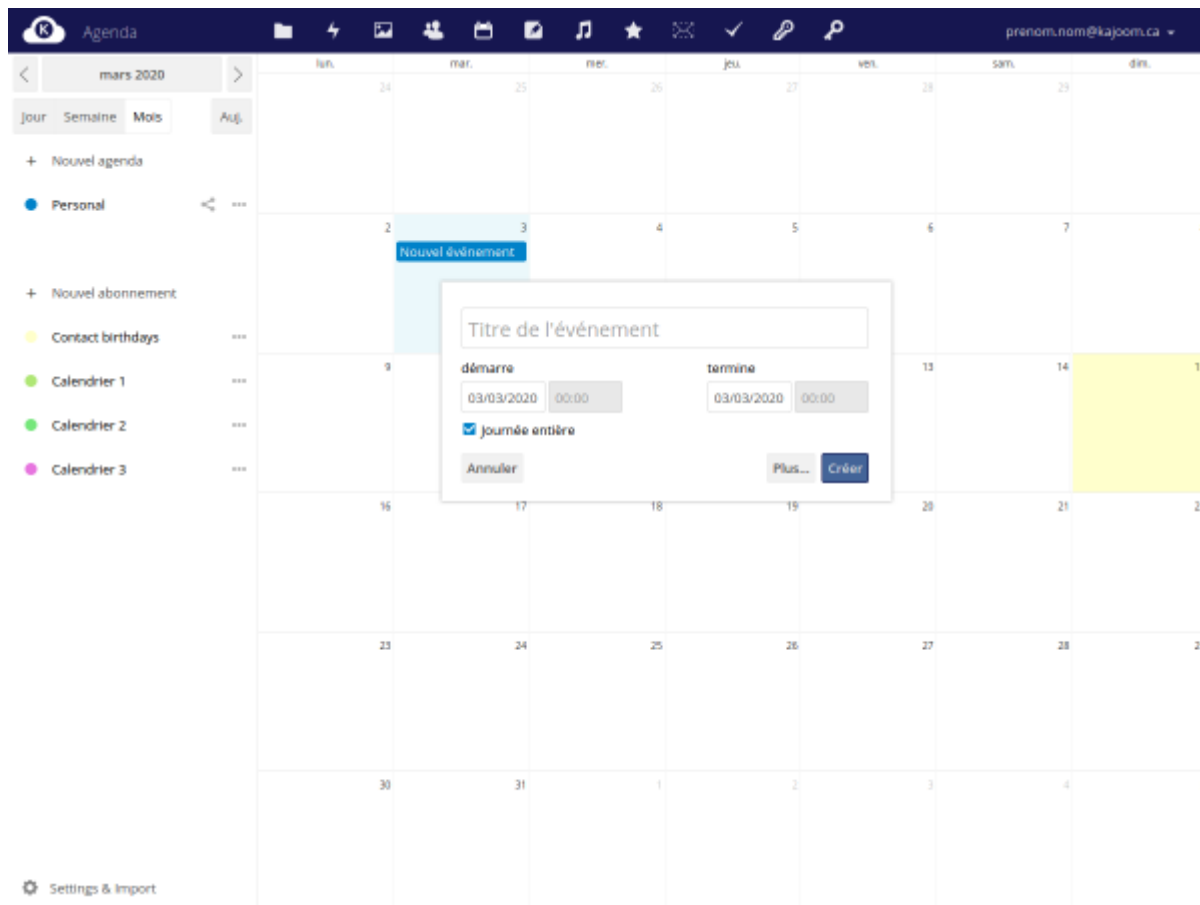 K Agenda prenom.nom@kajoom.ca
mars 2020
lun. mar. mer. jeu. ven. sam. dim.
24 25 26 27 28 29
Jour Semaine Mois Auj.
+ Nouvel agenda
Personal
2 3 4 5 6 7
Nouvel événement
+ Nouvel abonnement
Contact birthdays
Calendrier 1
Calendrier 2
Calendrier 3
Titre de l'événement
démarre termine
03/03/2020 00:00 03/03/2020 00:00
Journée entière
Annuler Plus... Créer
9 13 14
16 17 18 19 20 21
23 24 25 26 27 28
30 31 1 2 3 4
Settings & Import